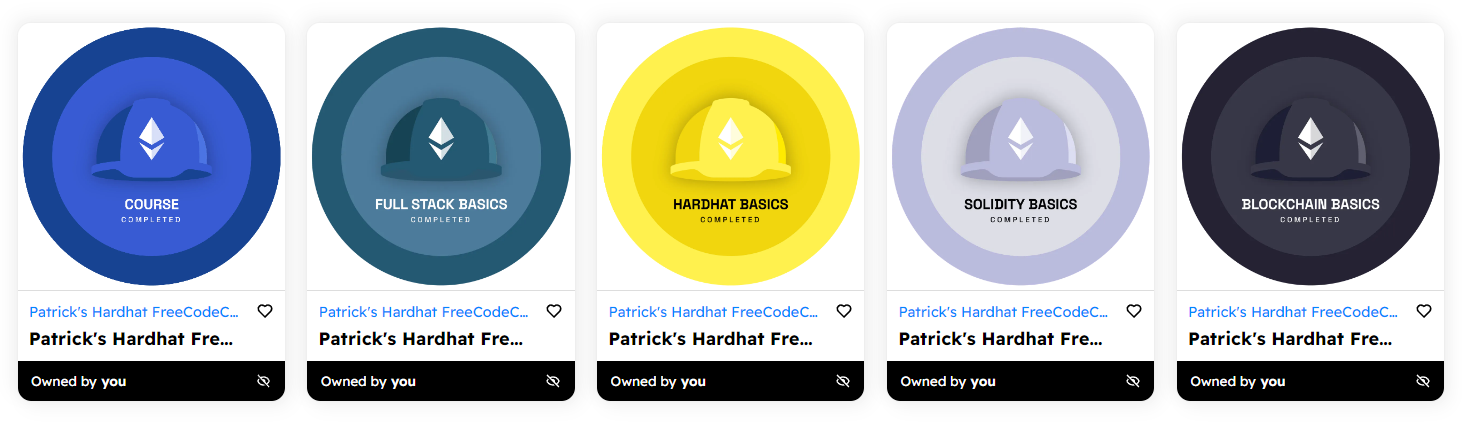 COURSE
COMPLETED
Patrick's Hardhat FreeCodeC...
Patrick's Hardhat Fre...
Owned by you
FULL STACK BASICS
COMPLETED
Patrick's Hardhat FreeCodeC...
Patrick's Hardhat Fre...
Owned by you
HARDHAT BASICS
COMPLETED
Patrick's Hardhat FreeCodeC...
Patrick's Hardhat Fre...
Owned by you
SOLIDITY BASICS
COMPLETED
Patrick's Hardhat FreeCodeC...
Patrick's Hardhat Fre...
Owned by you
BLOCKCHAIN BASICS
COMPLETED
Patrick's Hardhat FreeCodeC...
Patrick's Hardhat Fre...
Owned by you